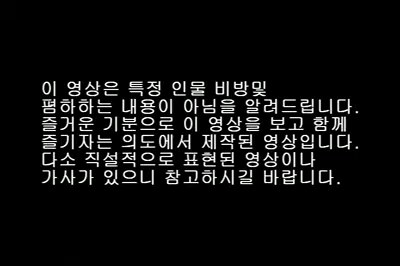 이 영상은 특정 인물 비방및
폄하하는 내용이 아님을 알려드립니다.
즐거운 기분으로 이 영상을 보고 함께
즐기자는 의도에서 제작된 영상입니다.
다소 직설적으로 표현된 영상이나
가사가 있으니 참고하시길 바랍니다.